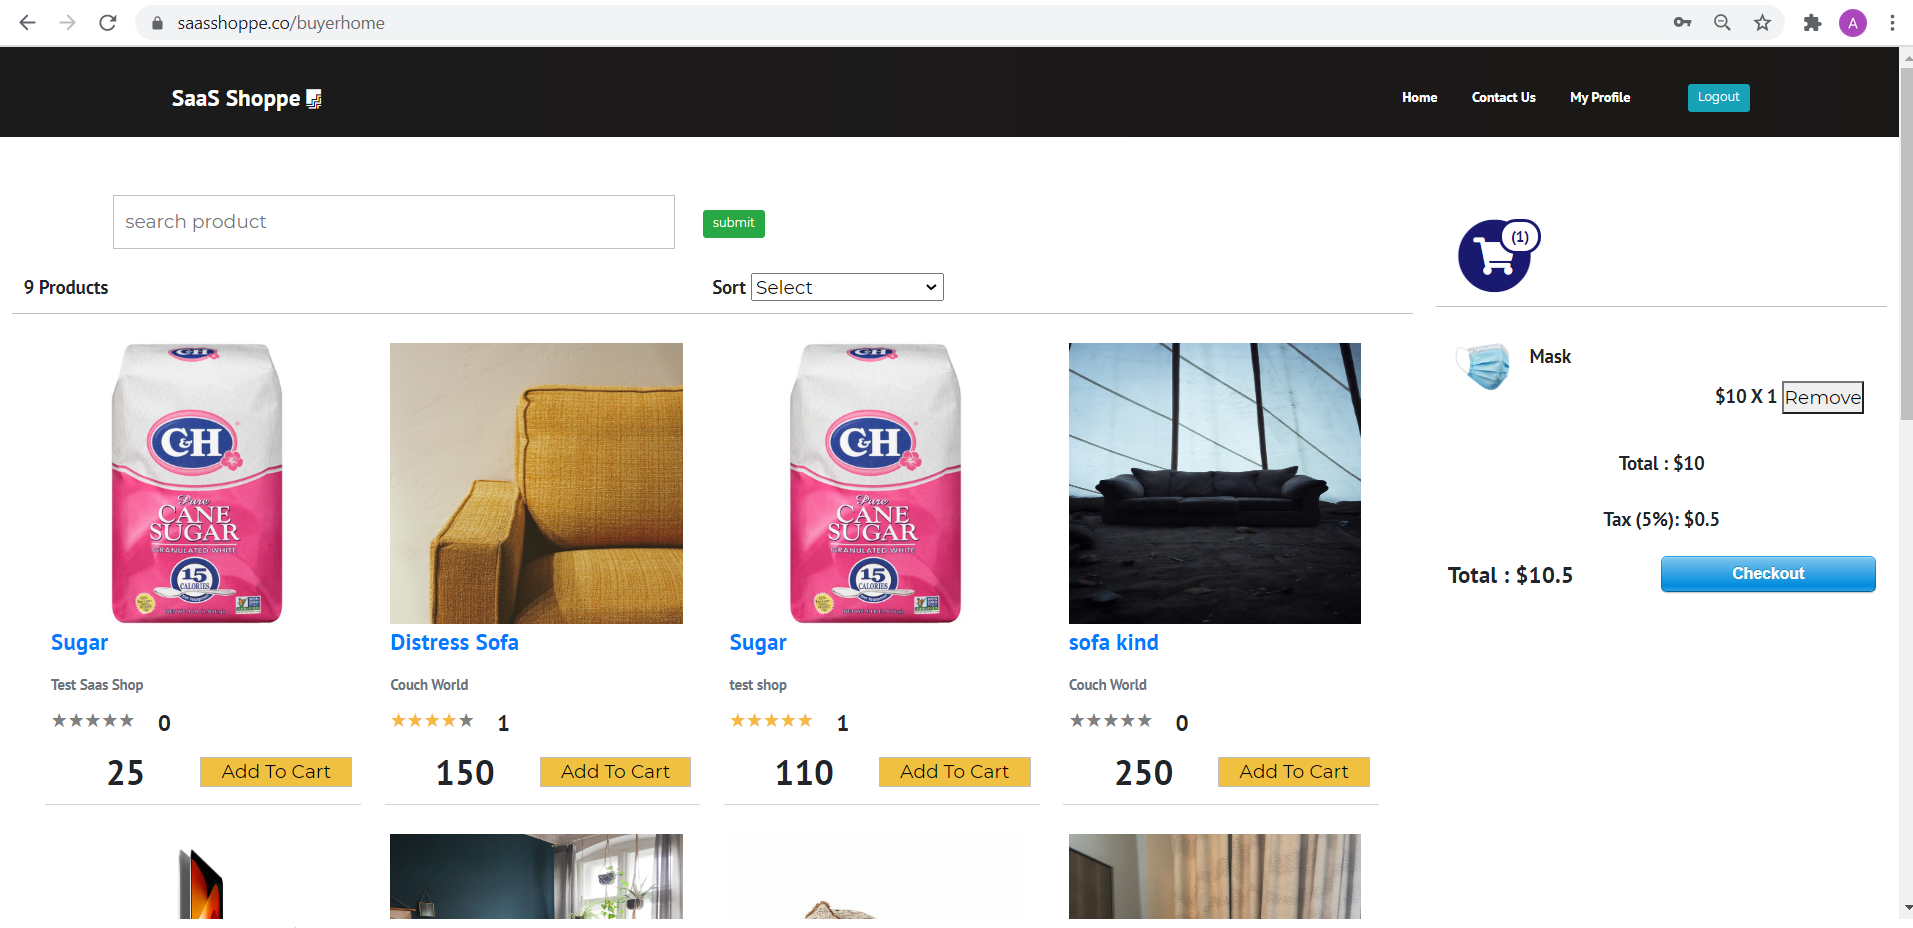 saasshoppe.co/buyerhome
A
SaaS Shoppe
Home
Contact Us
My Profile
Logout
search product
submit
(1)
9 Products
Sort
Select
Mask
$10 X 1
Remove
Total : $10
Tax (5%): $0.5
Total : $10.5
Checkout
C&H
C&H
Pure
CANE
SUGAR
GRANULATED WHITE
15
CALORIES
C&H
C&H
Pure
CANE
SUGAR
GRANULATED WHITE
15
CALORIES
Sugar
Distress Sofa
Sugar
sofa kind
Test Saas Shop
Couch World
test shop
Couch World
0
1
1
0
25
Add To Cart
150
Add To Cart
110
Add To Cart
250
Add To Cart